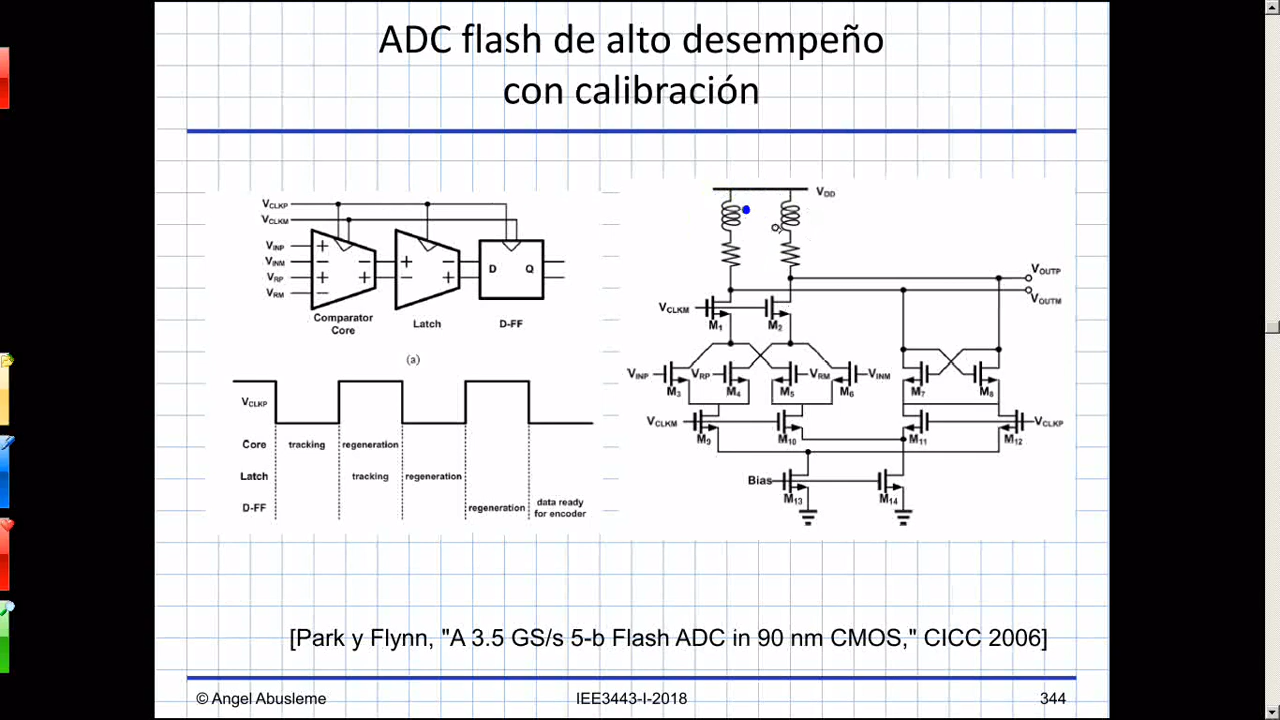 ADC flash de alto desempeño
con calibración
VCLKP
VCLKM
VINP
VINM
VRP
VRM
D Q
Comparator
Core
Latch
D-FF
(a)
VCLKP
Core tracking regeneration
Latch tracking regeneration
D-FF regeneration data ready
for encoder
VDD
VOUTP
VOUTM
VCLKM
M1 M2
VINP VRP VRM VINM
M3 M4 M5 M6 M7 M8
VCLKM VCLKP
M9 M10 M11 M12
Bias
M13 M14
[Park y Flynn, "A 3.5 GS/s 5-b Flash ADC in 90 nm CMOS," CICC 2006]
© Angel Abusleme IEE3443-I-2018 344